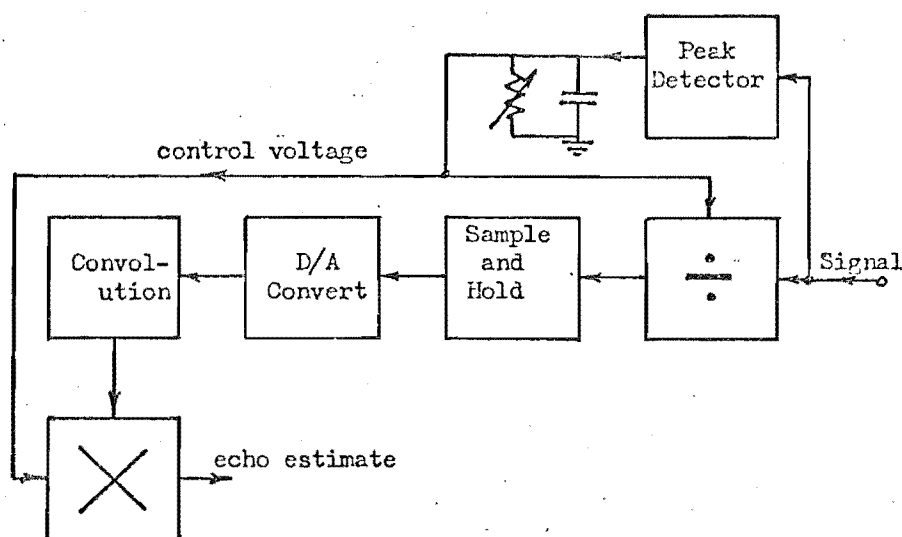 Peak
Detector
control voltage
Convol-
ution
D/A
Convert
Sample
and
Hold
÷
Signal
×
echo estimate